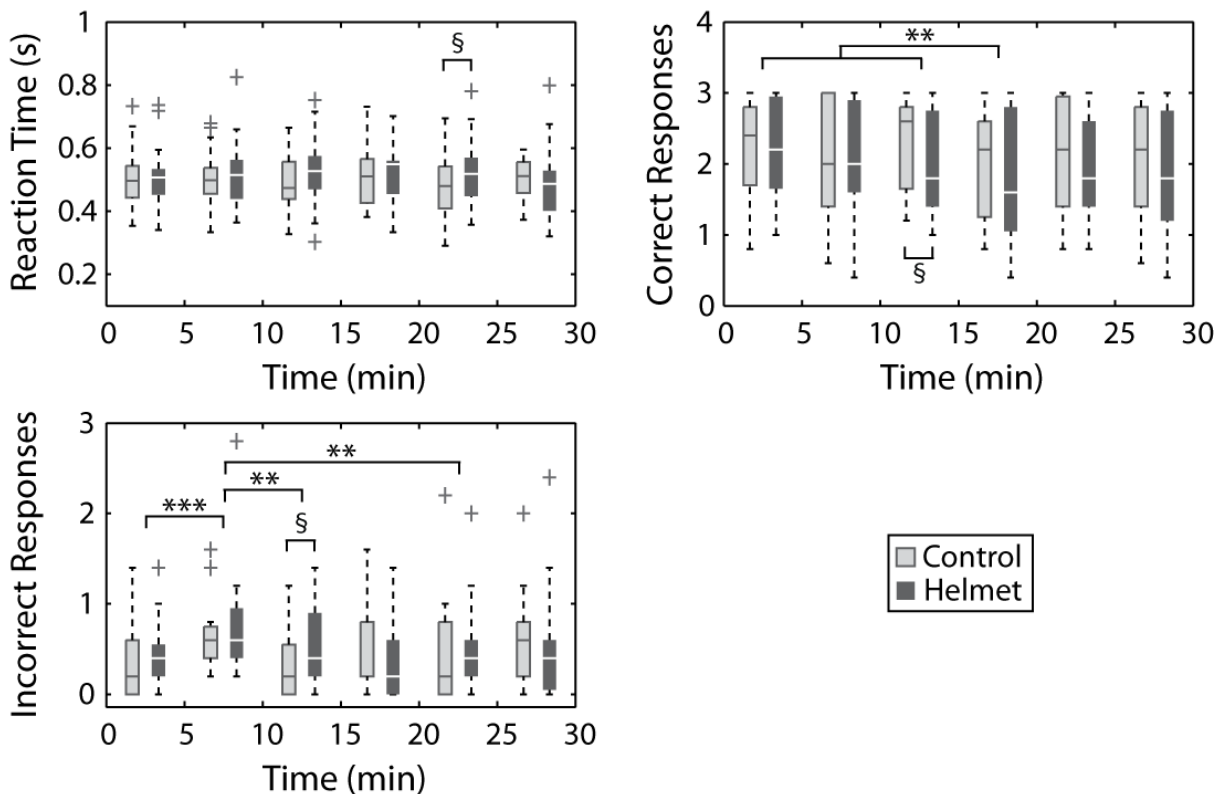 Reaction Time (s)
1
0.8
0.6
0.4
0.2
§
0 5 10 15 20 25 30
Time (min)
Correct Responses
4
3
2
1
0
**
§
0 5 10 15 20 25 30
Time (min)
Incorrect Responses
3
2
1
0
**
**
***
§
0 5 10 15 20 25 30
Time (min)
Control
Helmet